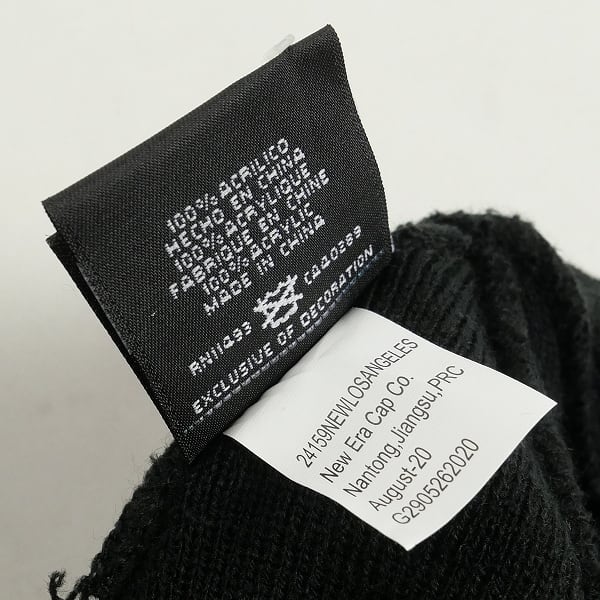 100% ACRILICO
HECHO EN CHINA
100% ACRYLIQUE
FABRIQUE EN CHINE
100% ACRYLIC
MADE IN CHINA
RN11493 CA40389
EXCLUSIVE OF DECORATION
24159NEWLOSANGELES
New Era Cap Co.
Nantong,Jiangsu,PRC
August-20
G2905262020